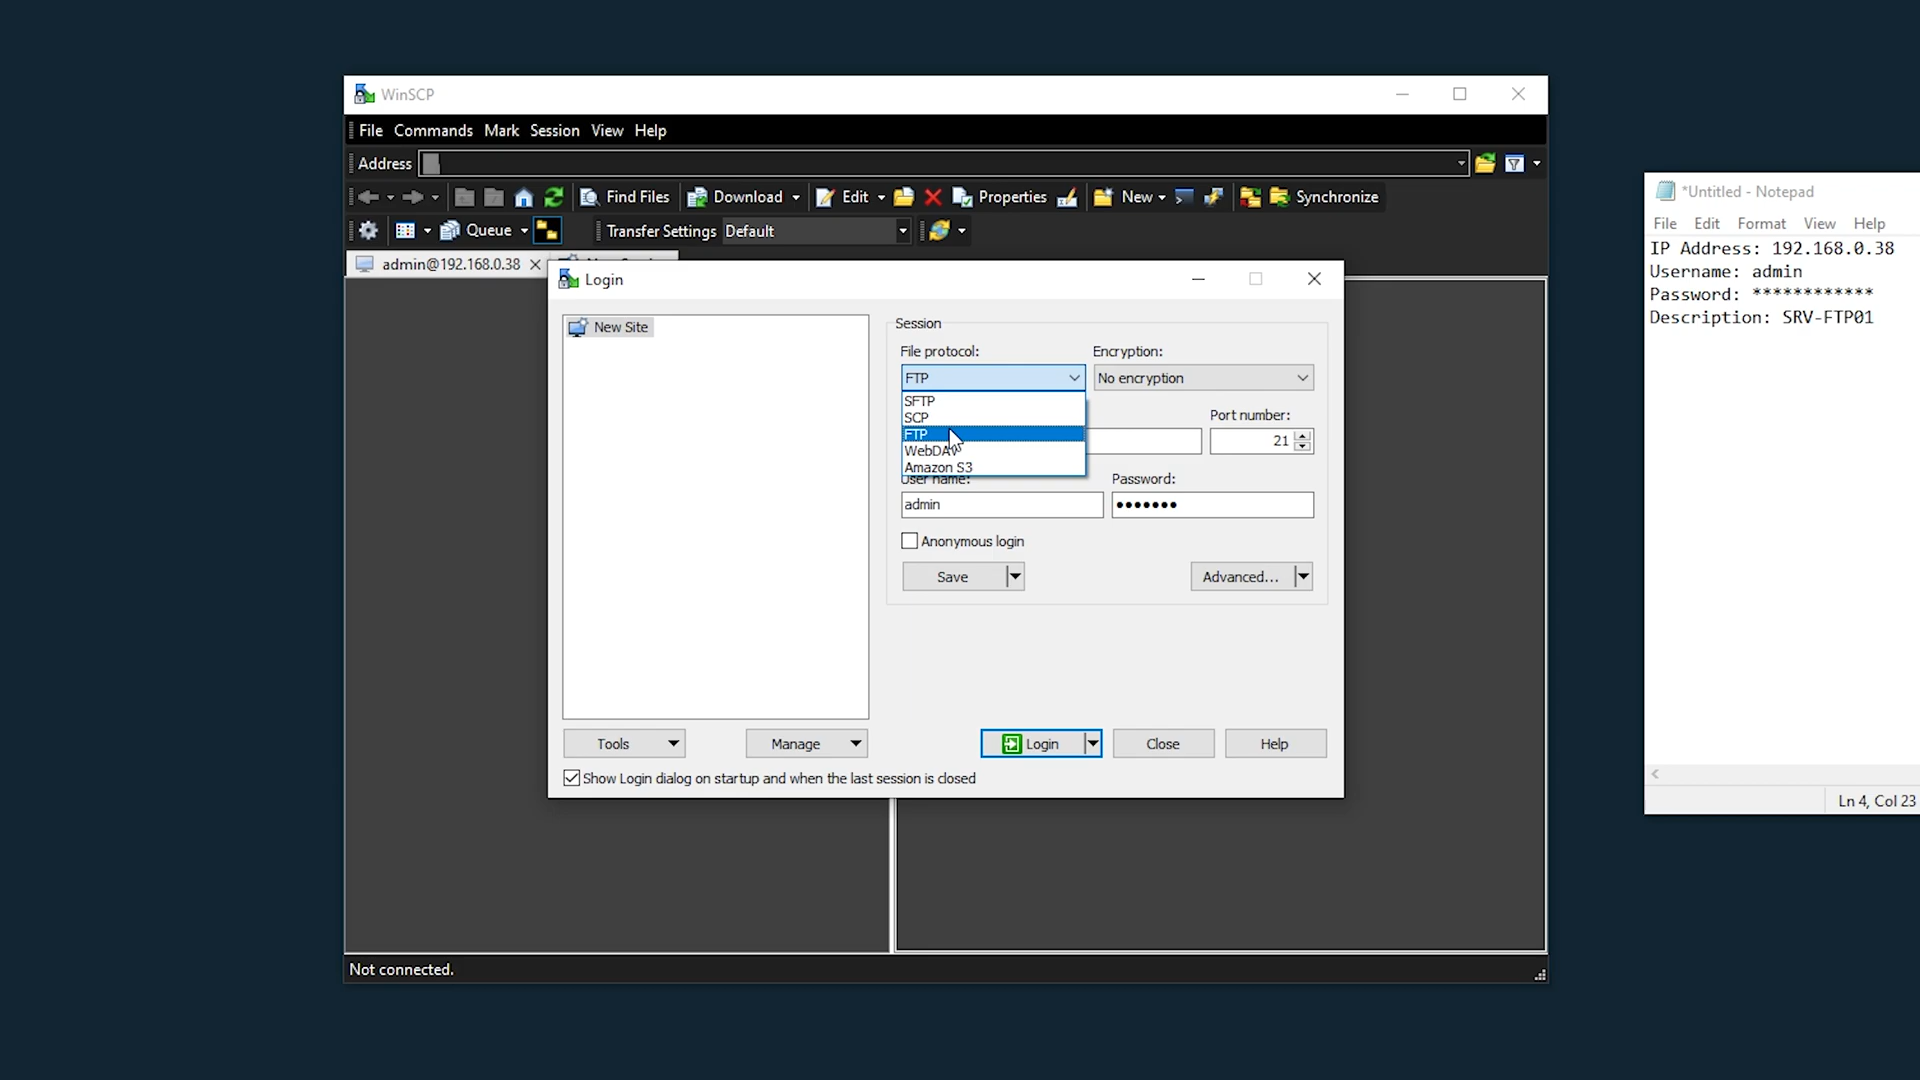 WinSCP
File Commands Mark Session View Help
Address
Find Files Download Edit Properties New Synchronize
Queue Transfer Settings Default
admin@192.168.0.38
Login
New Site
Session
File protocol: Encryption:
FTP No encryption
SFTP
SCP
FTP
WebDAV
Amazon S3
Port number:
21
User name: Password:
admin •••••••
Anonymous login
Save Advanced...
Tools Manage Login Close Help
Show Login dialog on startup and when the last session is closed
Not connected.
*Untitled - Notepad
File Edit Format View Help
IP Address: 192.168.0.38
Username: admin
Password: ************
Description: SRV-FTP01
Ln 4, Col 23